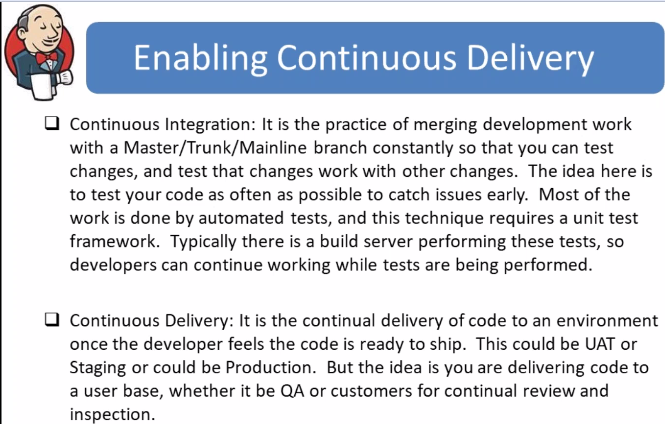 Enabling Continuous Delivery
❑ Continuous Integration: It is the practice of merging development work
with a Master/Trunk/Mainline branch constantly so that you can test
changes, and test that changes work with other changes.  The idea here is
to test your code as often as possible to catch issues early.  Most of the
work is done by automated tests, and this technique requires a unit test
framework.  Typically there is a build server performing these tests, so
developers can continue working while tests are being performed.
❑ Continuous Delivery: It is the continual delivery of code to an environment
once the developer feels the code is ready to ship.  This could be UAT or
Staging or could be Production.  But the idea is you are delivering code to
a user base, whether it be QA or customers for continual review and
inspection.